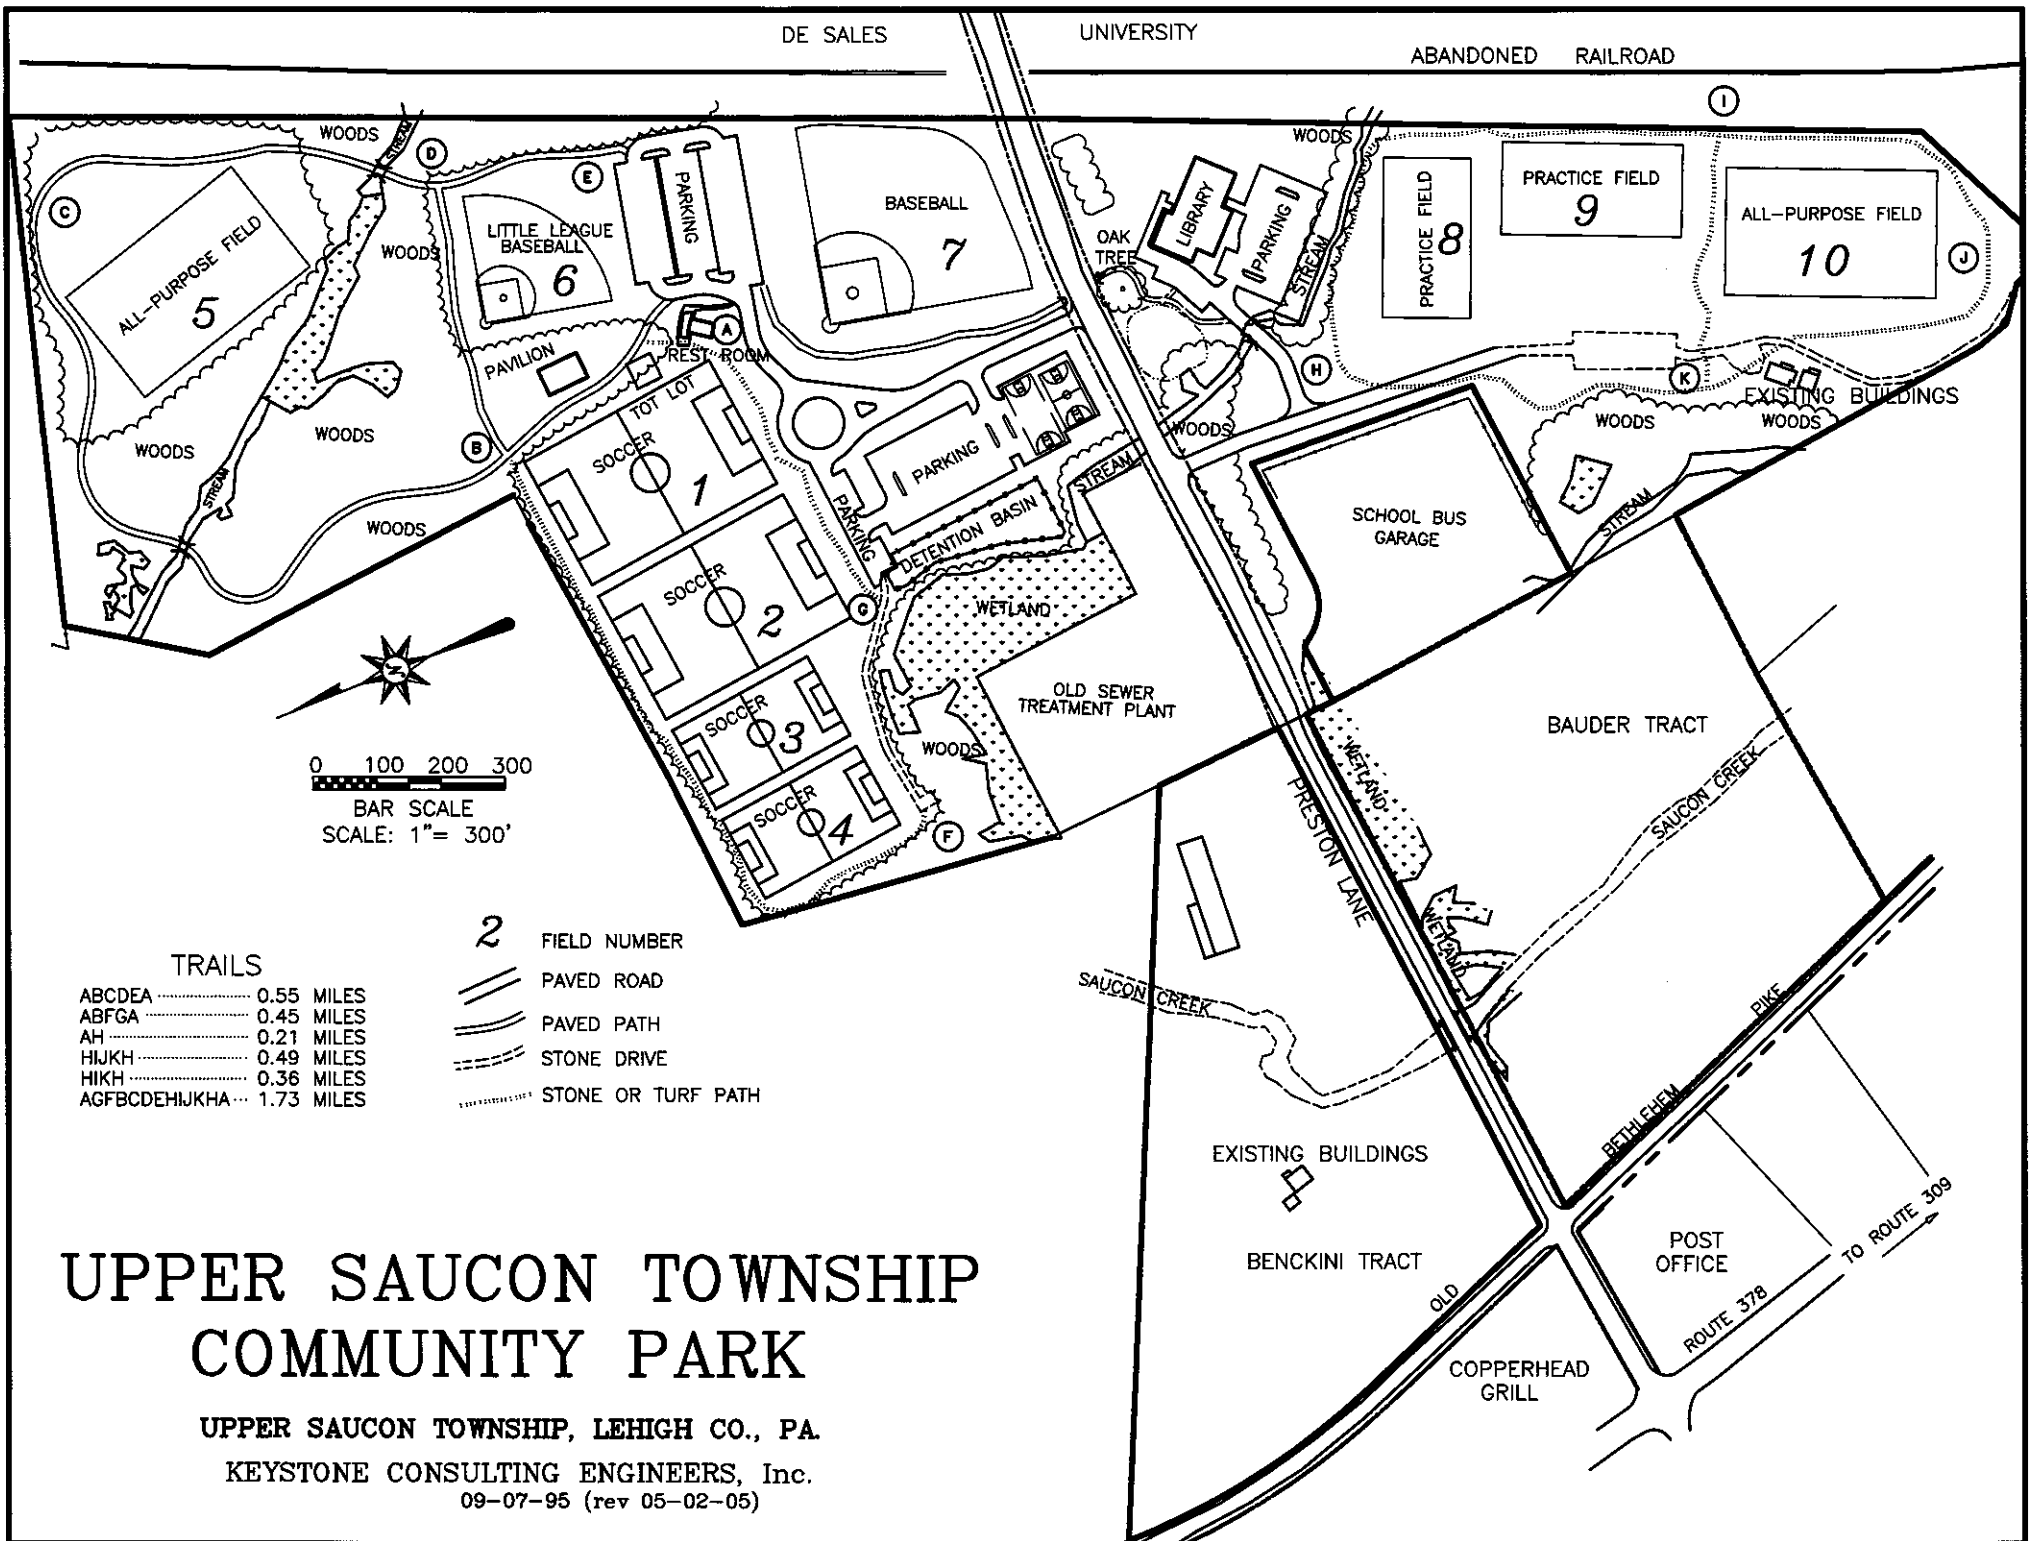 DE SALES UNIVERSITY
ABANDONED RAILROAD
I
WOODS
STREAM
D
E
C
ALL-PURPOSE FIELD
5
WOODS
LITTLE LEAGUE
BASEBALL
6
PARKING
BASEBALL
7
OAK
TREE
LIBRARY
PARKING
WOODS
STREAM
PRACTICE FIELD
8
PRACTICE FIELD
9
ALL-PURPOSE FIELD
10
J
A
REST ROOM
PAVILION
TOT LOT
H
K
EXISTING BUILDINGS
WOODS
WOODS
WOODS
WOODS
STREAM
WOODS
B
SOCCER
1
PARKING
PARKING
STREAM
WOODS
DETENTION BASIN
SCHOOL BUS
GARAGE
STREAM
SOCCER
2
G
WETLAND
N
OLD SEWER
TREATMENT PLANT
SOCCER
3
WOODS
WETLAND
BAUDER TRACT
SAUCON CREEK
0 100 200 300
BAR SCALE
SCALE: 1"= 300'
SOCCER
4
F
PRESTON LANE
WETLAND
2 FIELD NUMBER
PAVED ROAD
PAVED PATH
STONE DRIVE
STONE OR TURF PATH
TRAILS
ABCDEA 0.55 MILES
ABFGA 0.45 MILES
AH 0.21 MILES
HIJKH 0.49 MILES
HIKH 0.36 MILES
AGFBCDEHIJKHA 1.73 MILES
SAUCON CREEK
EXISTING BUILDINGS
BENCKINI TRACT
OLD BETHLEHEM PIKE
POST
OFFICE
ROUTE 378
TO ROUTE 309
COPPERHEAD
GRILL
UPPER SAUCON TOWNSHIP
COMMUNITY PARK
UPPER SAUCON TOWNSHIP, LEHIGH CO., PA.
KEYSTONE CONSULTING ENGINEERS, Inc.
09-07-95 (rev 05-02-05)